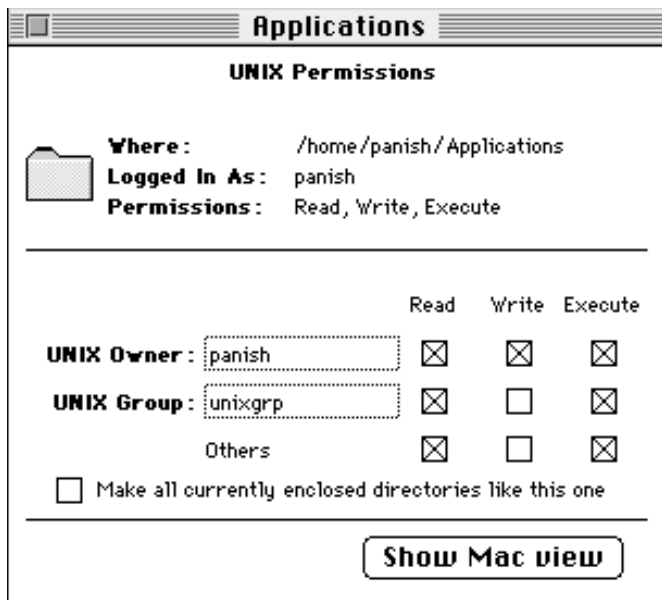 Applications
UNIX Permissions
Where: /home/panish/Applications
Logged In As: panish
Permissions: Read, Write, Execute
Read Write Execute
UNIX Owner: panish
UNIX Group: unixgrp
Others
Make all currently enclosed directories like this one
Show Mac view